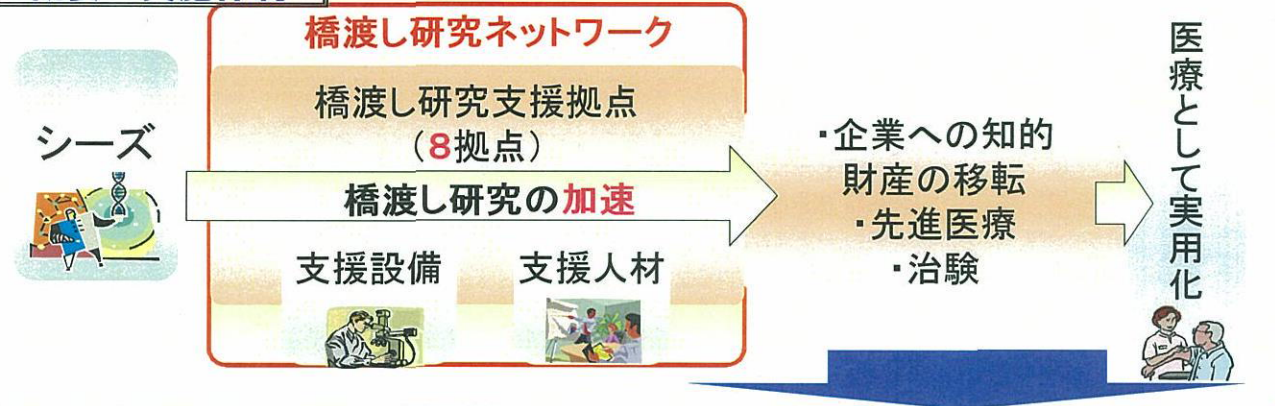 シーズ
橋渡し研究ネットワーク
橋渡し研究支援拠点
(8拠点)
橋渡し研究の加速
支援設備
支援人材
・企業への知的
財産の移転
・先進医療
・治験
医療として実用化